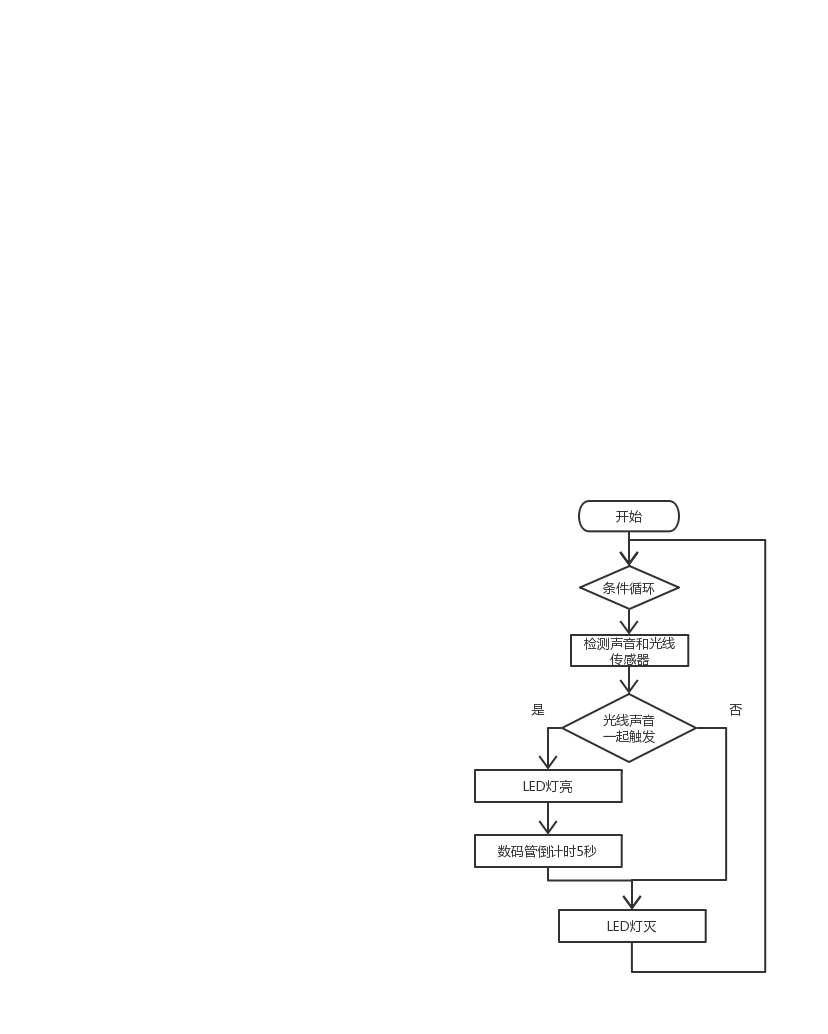 开始
条件循环
检测声音和光线
传感器
是
否
光线声音
一起触发
LED灯亮
数码管倒计时5秒
LED灯灭